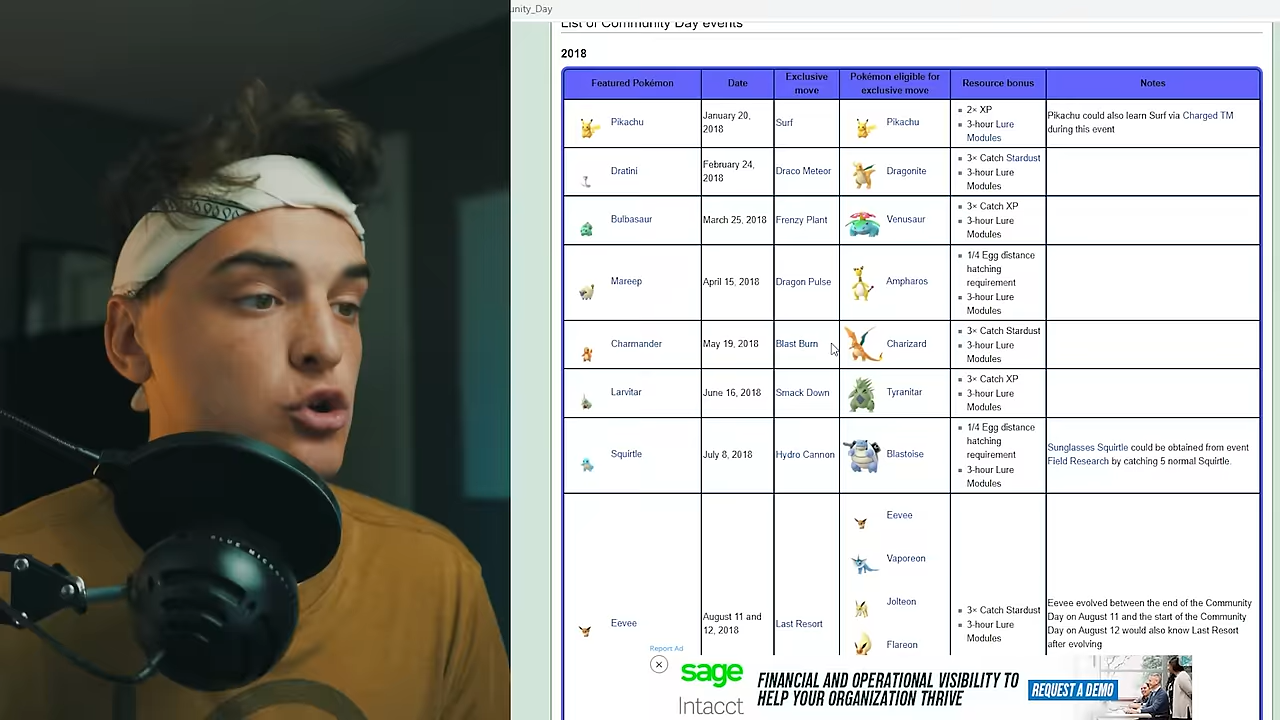 unity_Day
List of Community Day events
2018
Featured Pokémon
Date
Exclusive
move
Pokémon eligible for
exclusive move
Resource bonus
Notes
Pikachu
January 20,
2018
Surf
Pikachu
2× XP
3-hour Lure
Modules
Pikachu could also learn Surf via Charged TM
during this event
Dratini
February 24,
2018
Draco Meteor
Dragonite
3× Catch Stardust
3-hour Lure
Modules
Bulbasaur
March 25, 2018
Frenzy Plant
Venusaur
3× Catch XP
3-hour Lure
Modules
Mareep
April 15, 2018
Dragon Pulse
Ampharos
1/4 Egg distance
hatching
requirement
3-hour Lure
Modules
Charmander
May 19, 2018
Blast Burn
Charizard
3× Catch Stardust
3-hour Lure
Modules
Larvitar
June 16, 2018
Smack Down
Tyranitar
3× Catch XP
3-hour Lure
Modules
Squirtle
July 8, 2018
Hydro Cannon
Blastoise
1/4 Egg distance
hatching
requirement
3-hour Lure
Modules
Sunglasses Squirtle could be obtained from event
Field Research by catching 5 normal Squirtle.
Eevee
August 11 and
12, 2018
Last Resort
Eevee
Vaporeon
Jolteon
Flareon
3× Catch Stardust
3-hour Lure
Modules
Eevee evolved between the end of the Community
Day on August 11 and the start of the Community
Day on August 12 would also know Last Resort
after evolving
Report Ad
sage
Intacct
FINANCIAL AND OPERATIONAL VISIBILITY TO
HELP YOUR ORGANIZATION THRIVE
REQUEST A DEMO